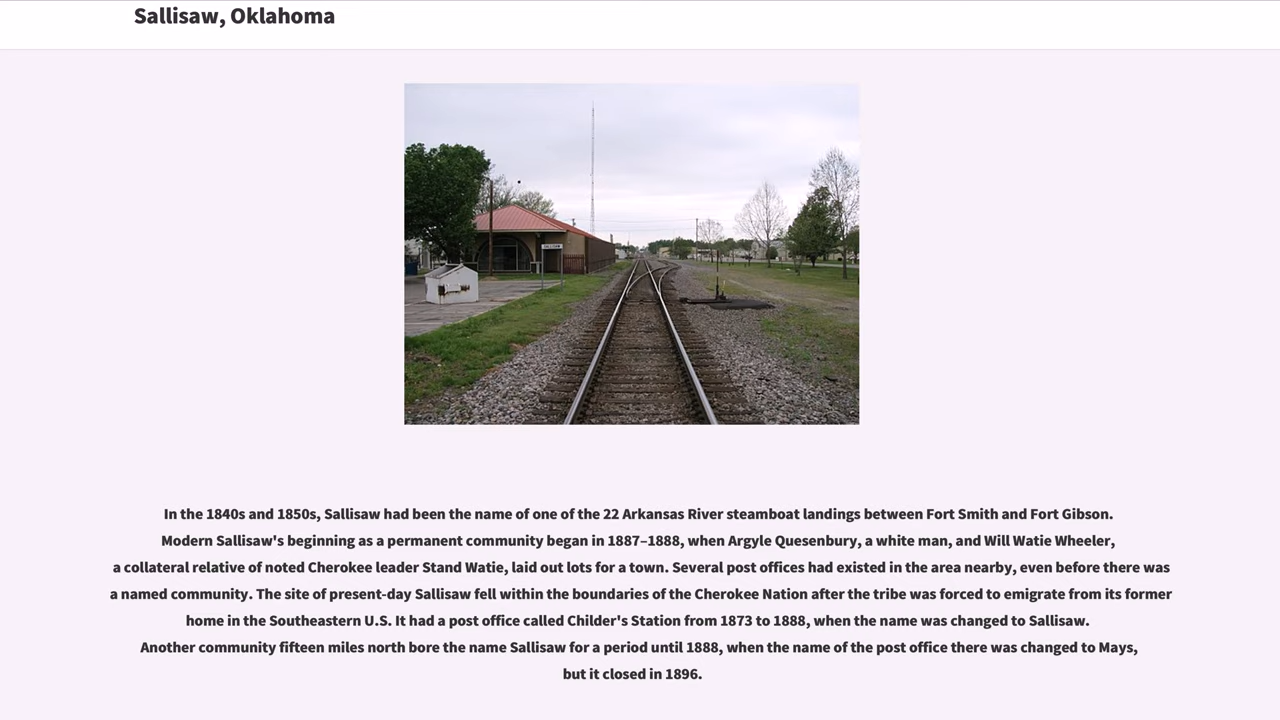 Sallisaw, Oklahoma
In the 1840s and 1850s, Sallisaw had been the name of one of the 22 Arkansas River steamboat landings between Fort Smith and Fort Gibson.
Modern Sallisaw's beginning as a permanent community began in 1887–1888, when Argyle Quesenbury, a white man, and Will Watie Wheeler,
a collateral relative of noted Cherokee leader Stand Watie, laid out lots for a town. Several post offices had existed in the area nearby, even before there was
a named community. The site of present-day Sallisaw fell within the boundaries of the Cherokee Nation after the tribe was forced to emigrate from its former
home in the Southeastern U.S. It had a post office called Childer's Station from 1873 to 1888, when the name was changed to Sallisaw.
Another community fifteen miles north bore the name Sallisaw for a period until 1888, when the name of the post office there was changed to Mays,
but it closed in 1896.